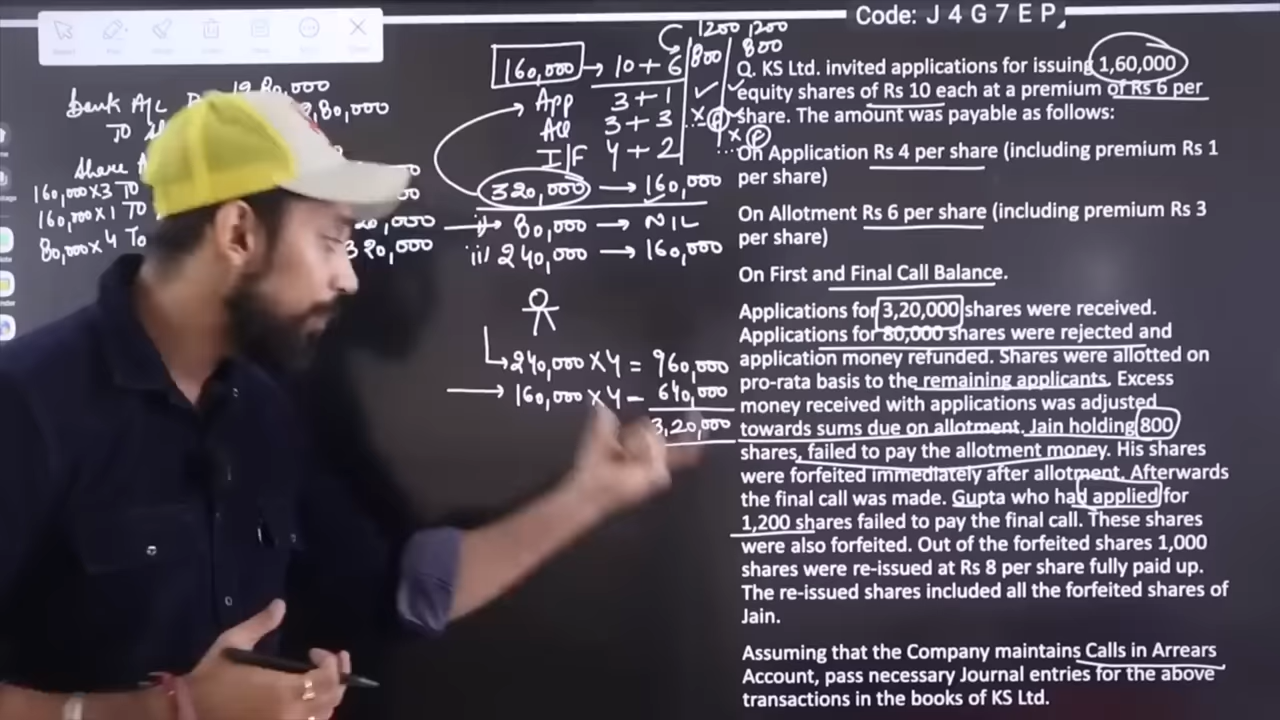 Code: J 4 G 7 E P
1200 1200
160,000 → 10 + 6 800 800
App 3 + 1
All 3 + 3
I|F 4 + 2
320,000 → 160,000
i) 80,000 → NIL
ii) 240,000 → 160,000
240,000 × 4 = 960,000
→ 160,000 × 4 - 640,000
3,20,000
Bank A/c
To
Share A
160,000 × 3 To
160,000 × 1 To
80,000 × 4 To 320,000
Q. KS Ltd. invited applications for issuing 1,60,000
equity shares of Rs 10 each at a premium of Rs 6 per
share. The amount was payable as follows:
On Application Rs 4 per share (including premium Rs 1
per share)
On Allotment Rs 6 per share (including premium Rs 3
per share)
On First and Final Call Balance.
Applications for 3,20,000 shares were received.
Applications for 80,000 shares were rejected and
application money refunded. Shares were allotted on
pro-rata basis to the remaining applicants. Excess
money received with applications was adjusted
towards sums due on allotment. Jain holding 800
shares, failed to pay the allotment money. His shares
were forfeited immediately after allotment. Afterwards
the final call was made. Gupta who had applied for
1,200 shares failed to pay the final call. These shares
were also forfeited. Out of the forfeited shares 1,000
shares were re-issued at Rs 8 per share fully paid up.
The re-issued shares included all the forfeited shares of
Jain.
Assuming that the Company maintains Calls in Arrears
Account, pass necessary Journal entries for the above
transactions in the books of KS Ltd.